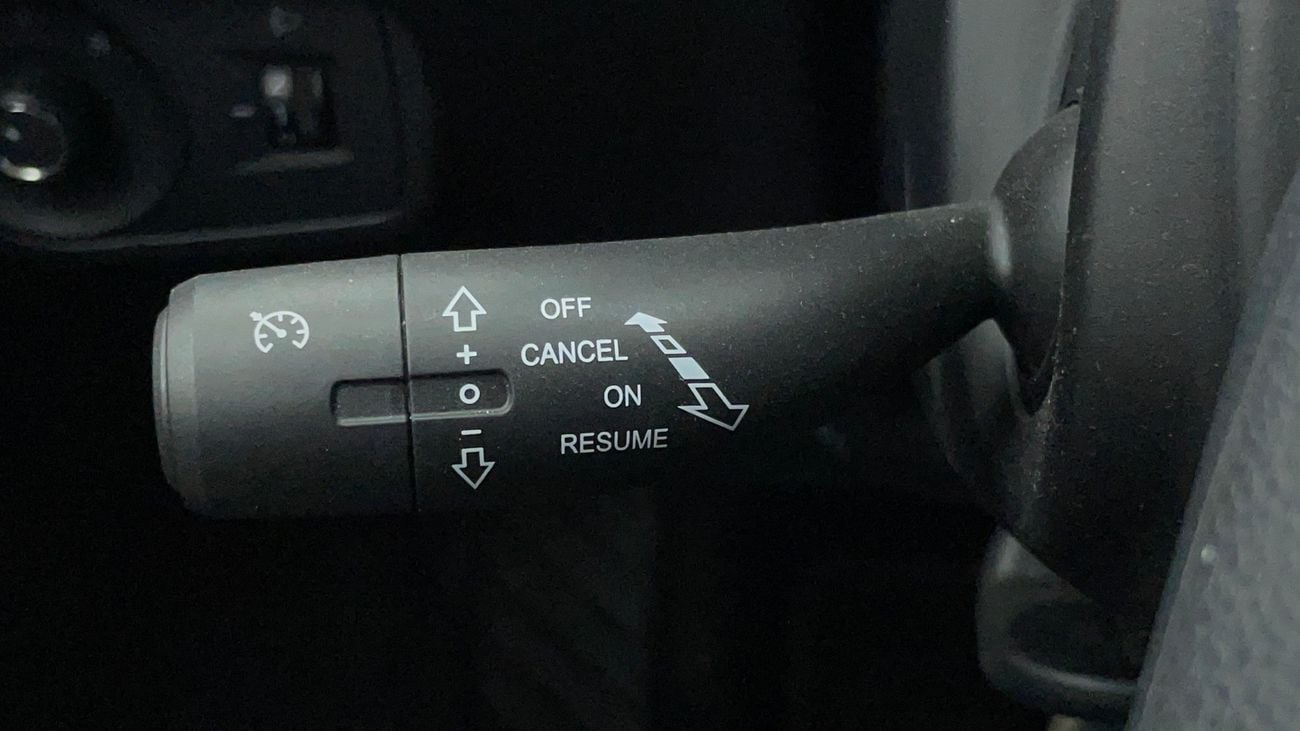 OFF
+ CANCEL
O ON
- RESUME